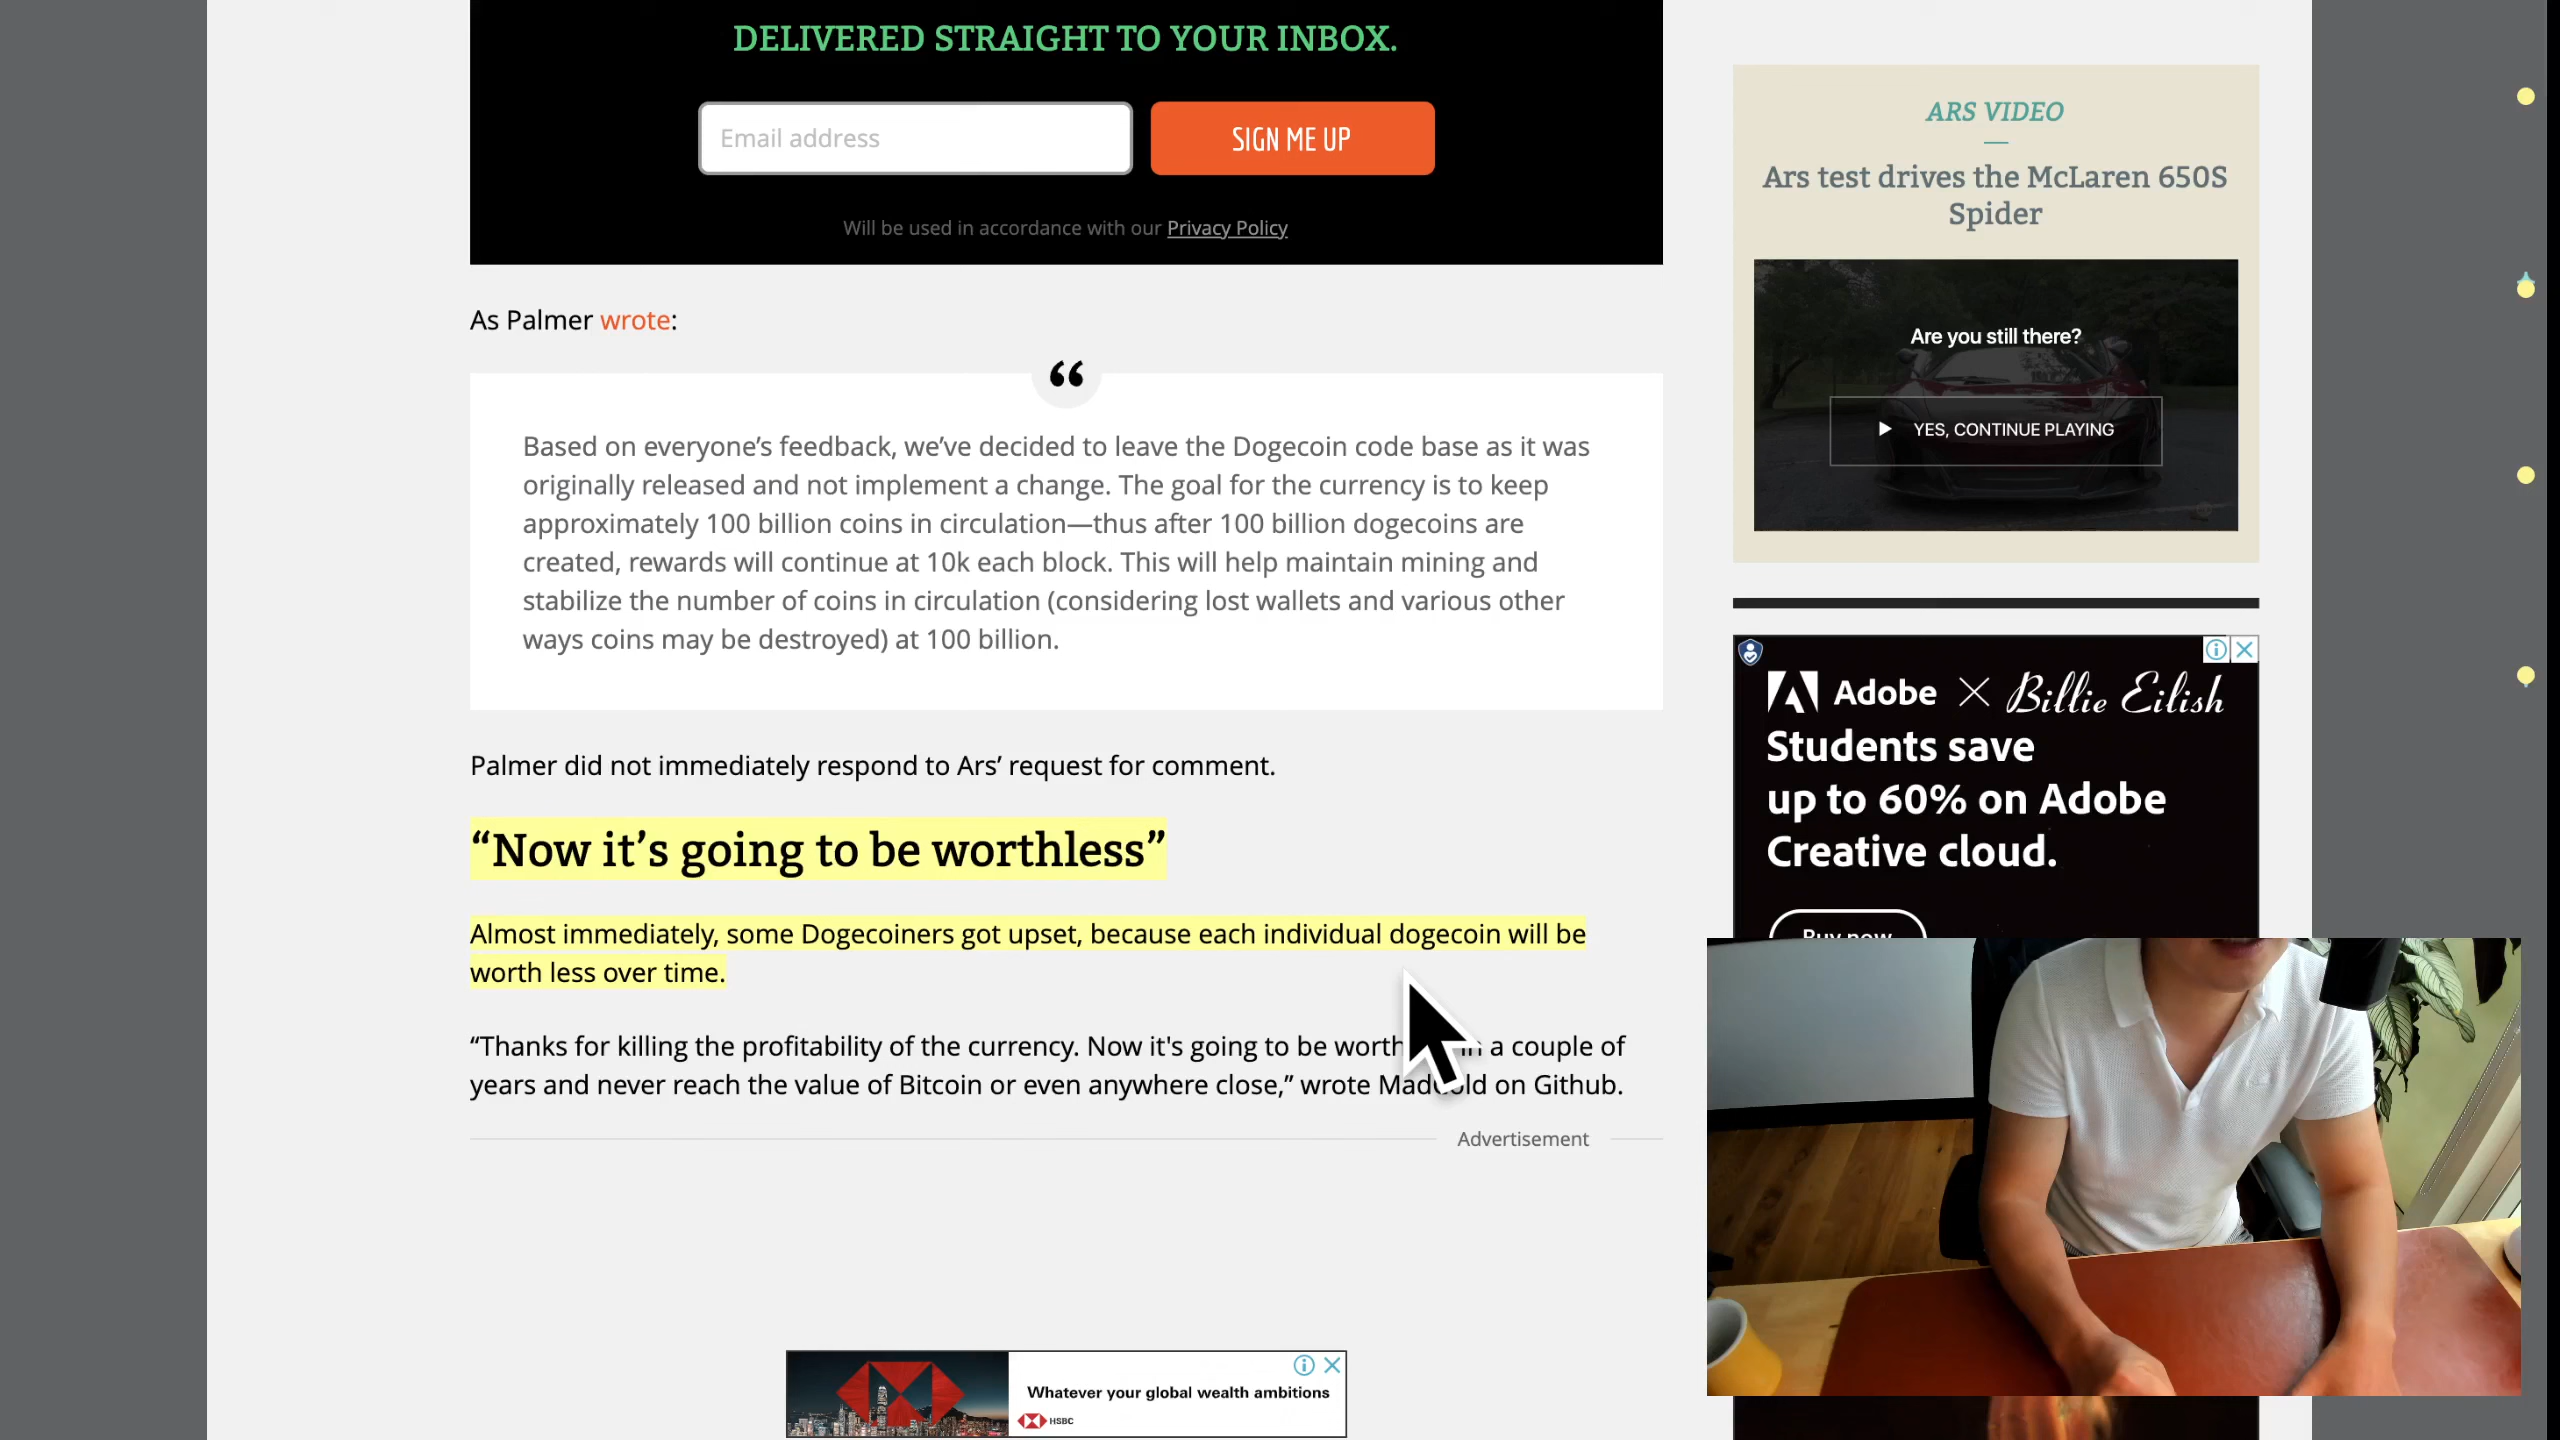 DELIVERED STRAIGHT TO YOUR INBOX.
Email address
SIGN ME UP
Will be used in accordance with our Privacy Policy
As Palmer wrote:
“
Based on everyone’s feedback, we’ve decided to leave the Dogecoin code base as it was
originally released and not implement a change. The goal for the currency is to keep
approximately 100 billion coins in circulation—thus after 100 billion dogecoins are
created, rewards will continue at 10k each block. This will help maintain mining and
stabilize the number of coins in circulation (considering lost wallets and various other
ways coins may be destroyed) at 100 billion.
Palmer did not immediately respond to Ars’ request for comment.
“Now it’s going to be worthless”
Almost immediately, some Dogecoiners got upset, because each individual dogecoin will be
worth less over time.
“Thanks for killing the profitability of the currency. Now it's going to be in a couple of
years and never reach the value of Bitcoin or even anywhere close,” wrote on Github.
Advertisement
Whatever your global wealth ambitions
HSBC
ARS VIDEO
Ars test drives the McLaren 650S
Spider
Are you still there?
YES, CONTINUE PLAYING
Adobe × Billie Eilish
Students save
up to 60% on Adobe
Creative cloud.
Buy now